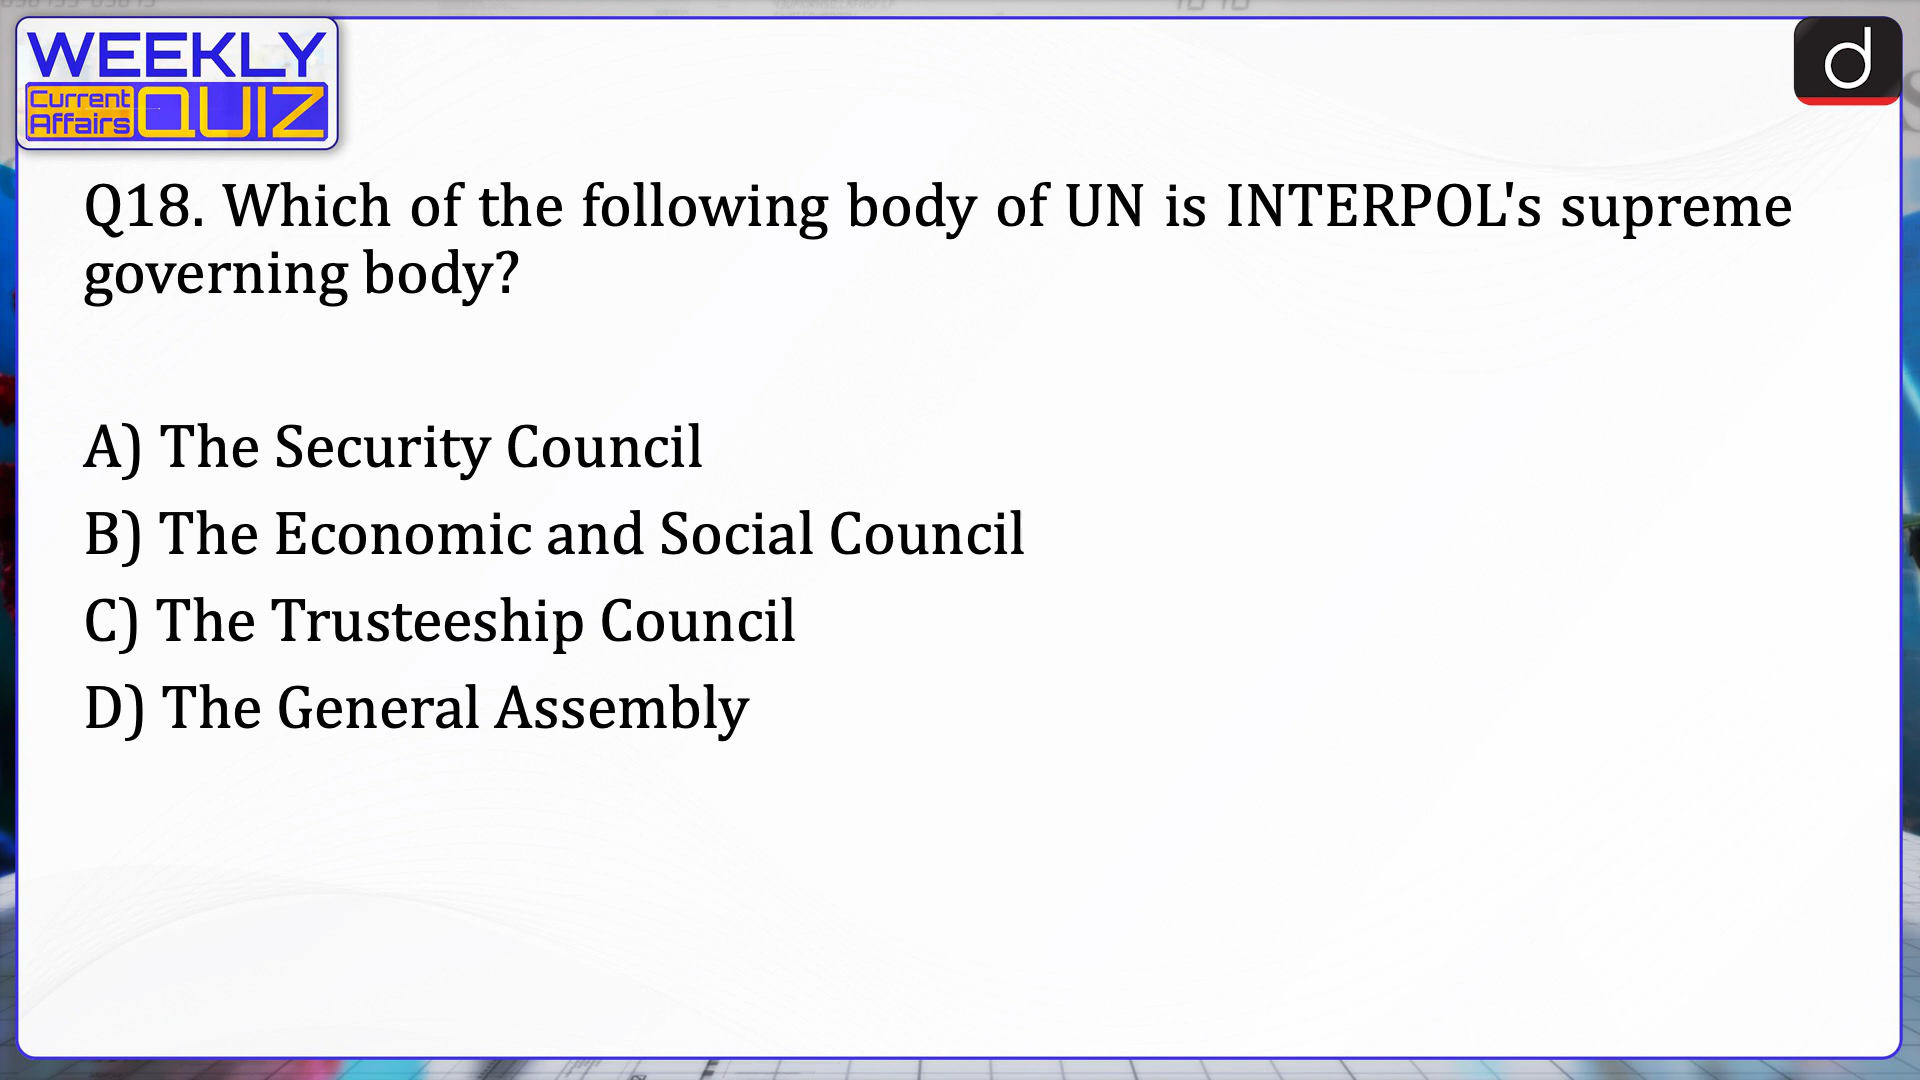 WEEKLY
Current
Affairs
QUIZ
d
Q18. Which of the following body of UN is INTERPOL's supreme
governing body?
A) The Security Council
B) The Economic and Social Council
C) The Trusteeship Council
D) The General Assembly